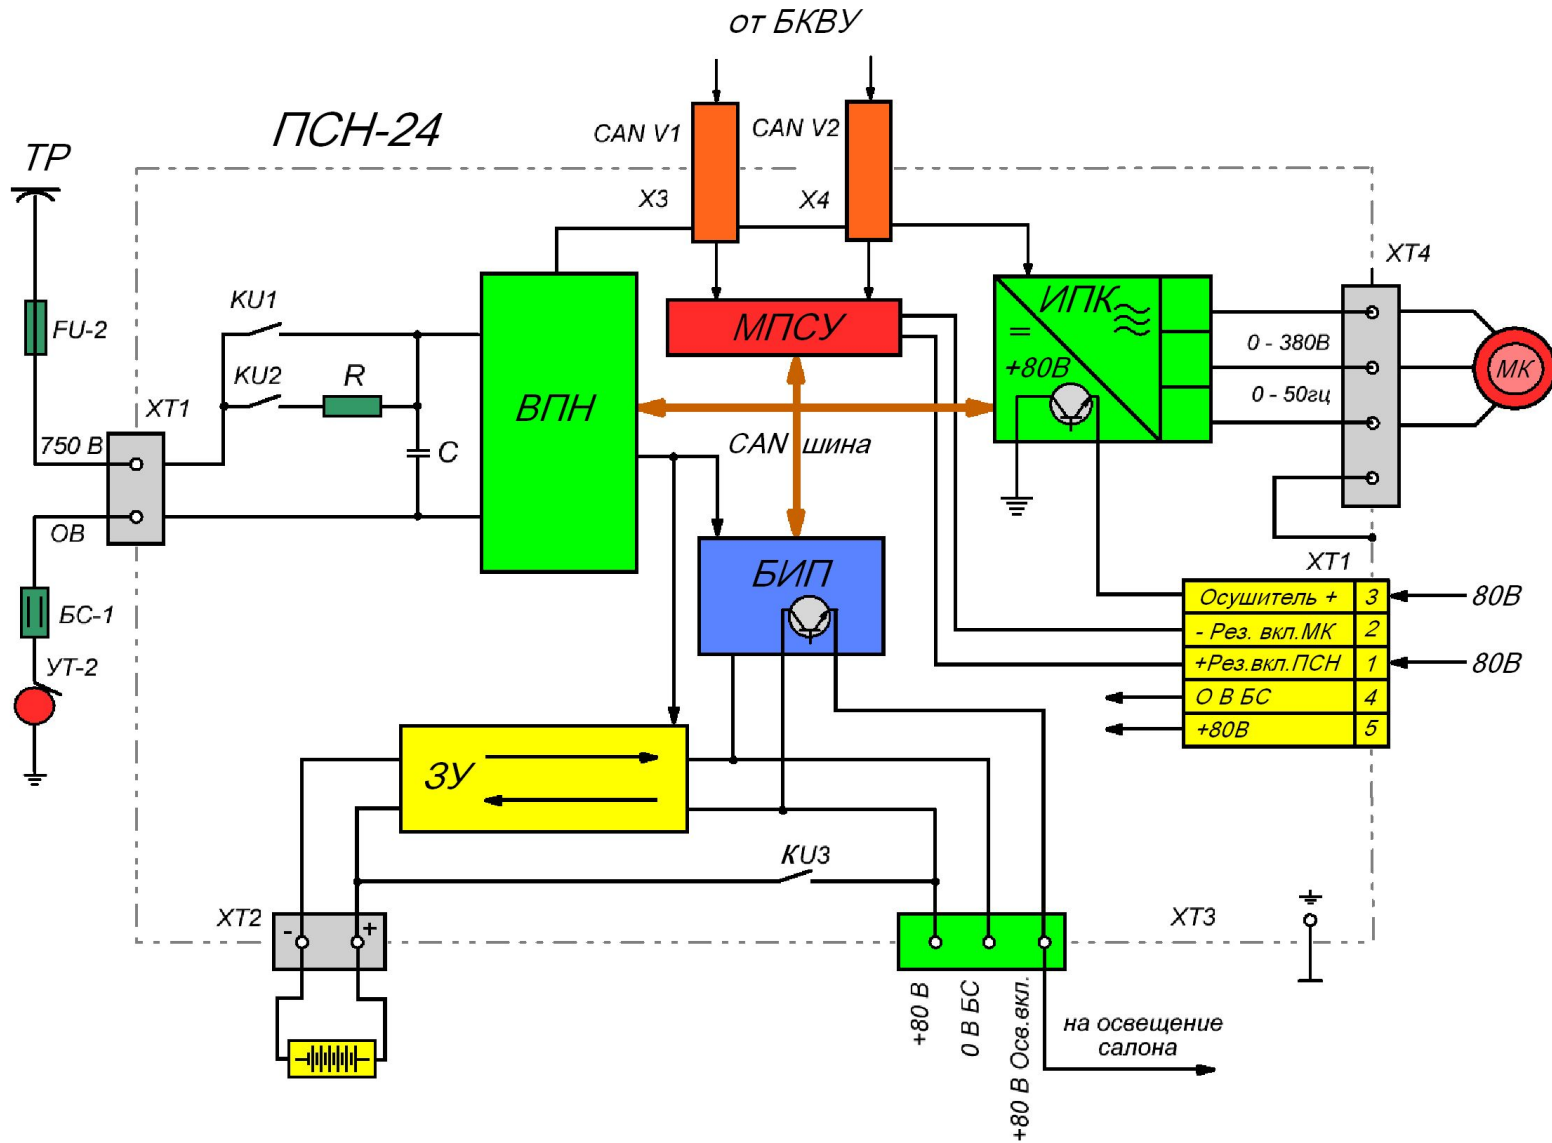 от БКВУ
ПСН-24
CAN V1
CAN V2
ТР
X3
X4
XT4
KU1
ИПК
FU-2
МПСУ
=
0 - 380В
KU2
R
+80В
МК
XT1
ВПН
0 - 50гц
750 В
C
CAN шина
ОВ
XT1
БИП
Осушитель + 3
80В
БС-1
- Рез. вкл.МК 2
УТ-2
+Рез.вкл.ПСН 1
80В
О В БС 4
+80В 5
ЗУ
KU3
XT2
- +
XT3
+80 В
0 В БС
+80 В Осв.вкл.
на освещение
салона